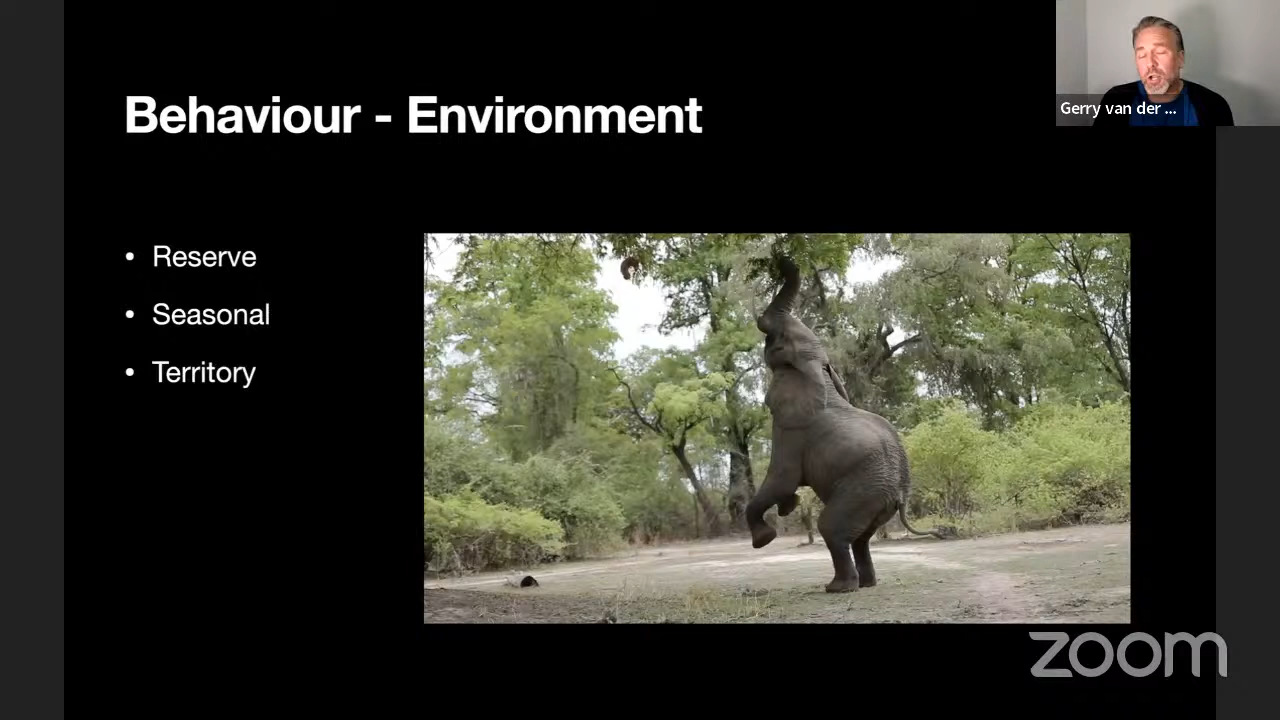 Behaviour - Environment
Gerry van der ...
• Reserve
• Seasonal
• Territory
zoom